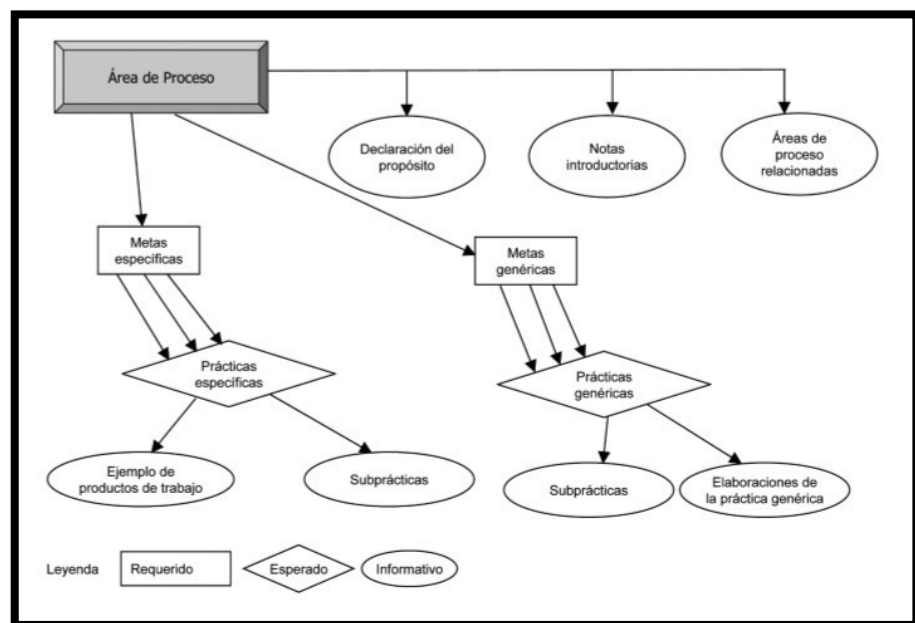 Área de Proceso
Declaración del
propósito
Notas
introductorias
Áreas de
proceso
relacionadas
Metas
específicas
Metas
genéricas
Prácticas
específicas
Prácticas
genéricas
Ejemplo de
productos de trabajo
Subprácticas
Subprácticas
Elaboraciones de
la práctica genérica
Leyenda
Requerido
Esperado
Informativo